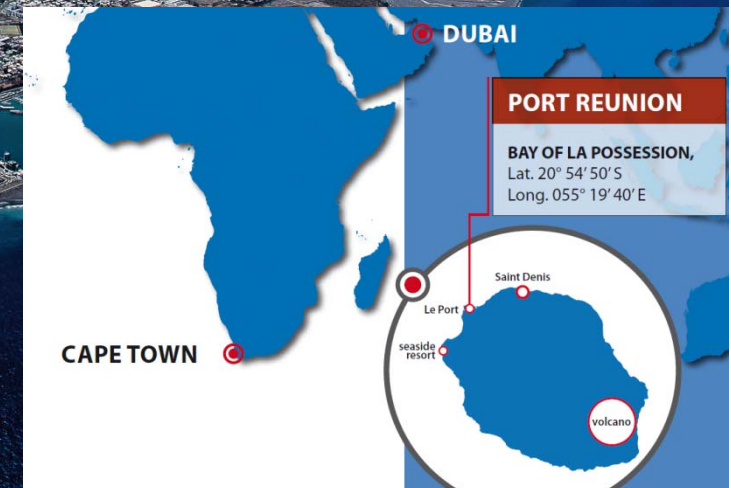 DUBAI
PORT REUNION
BAY OF LA POSSESSION,
Lat. 20° 54′ 50′ S
Long. 055° 19′ 40′ E
Saint Denis
Le Port
seaside
resort
CAPE TOWN
volcano